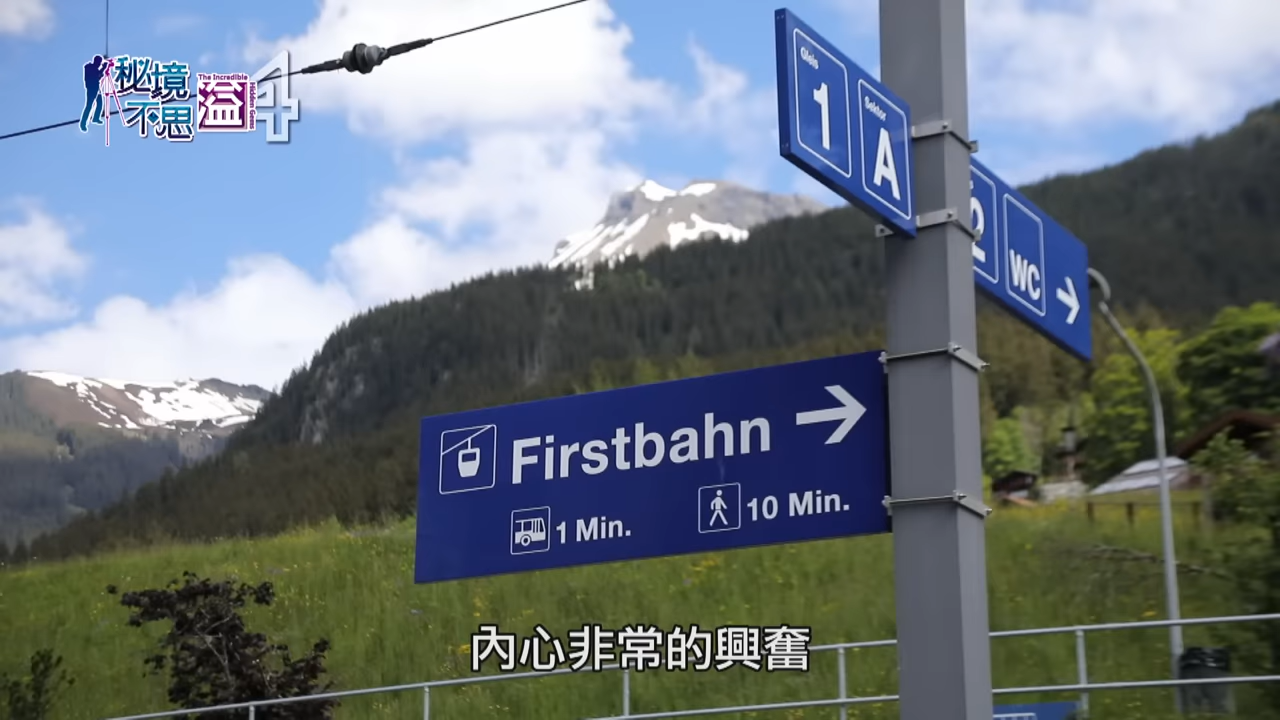 秘境
不思
The Incredible
溢
4
Gleis
1
Sektor
A
2
WC
Firstbahn
1 Min.
10 Min.
內心非常的興奮